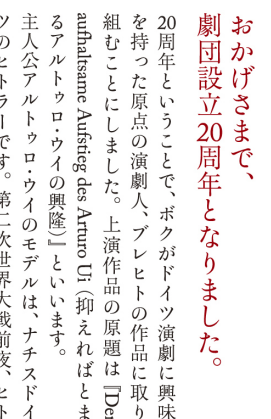 おかげさまで、
劇団設立20周年となりました。
20周年ということで、ボクがドイツ演劇に興味
を持った原点の演劇人、ブレヒトの作品に取り
組むことにしました。上演作品の原題は『Der
aufhaltsame Aufstieg des Arturo Ui（抑えればとま
るアルトゥロ・ウイの興隆）』といいます。
主人公アルトゥロ・ウイのモデルは、ナチスドイ
ツのヒトラーです。第二次世界大戦前夜、ヒト